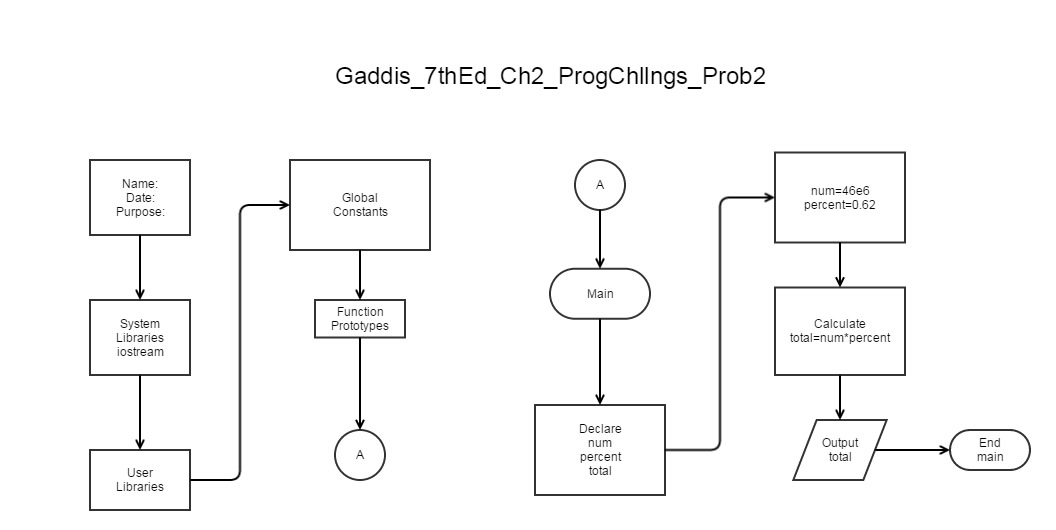 Gaddis_7thEd_Ch2_ProgChllngs_Prob2
Name:
Date:
Purpose:
System
Libraries
iostream
User
Libraries
Global
Constants
Function
Prototypes
A
A
Main
Declare
num
percent
total
num=46e6
percent=0.62
Calculate
total=num*percent
Output
total
End
main